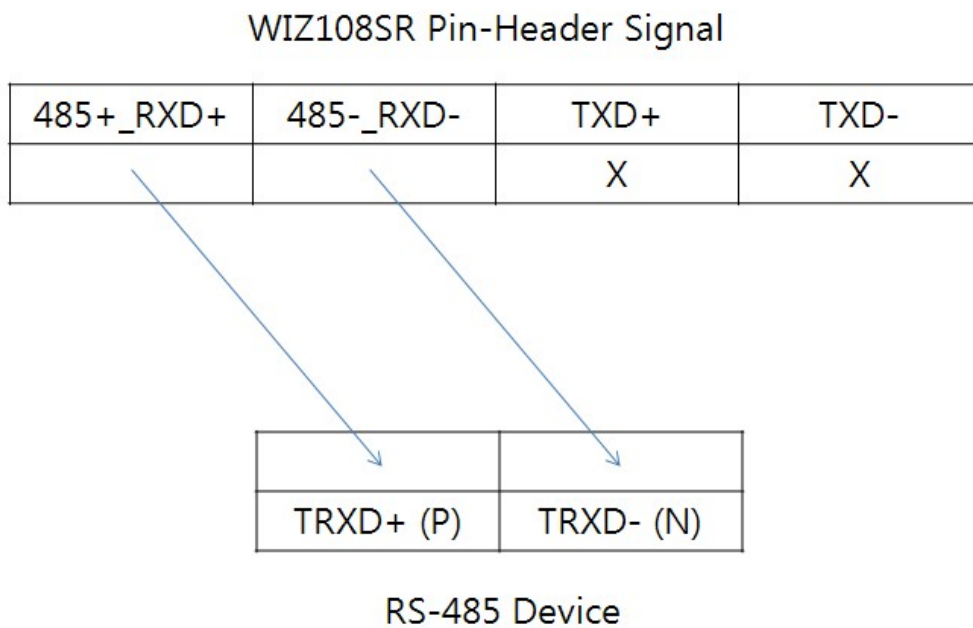 WIZ108SR Pin-Header Signal
485+_RXD+ 485-_RXD- TXD+ TXD-
X X
TRXD+ (P) TRXD- (N)
RS-485 Device